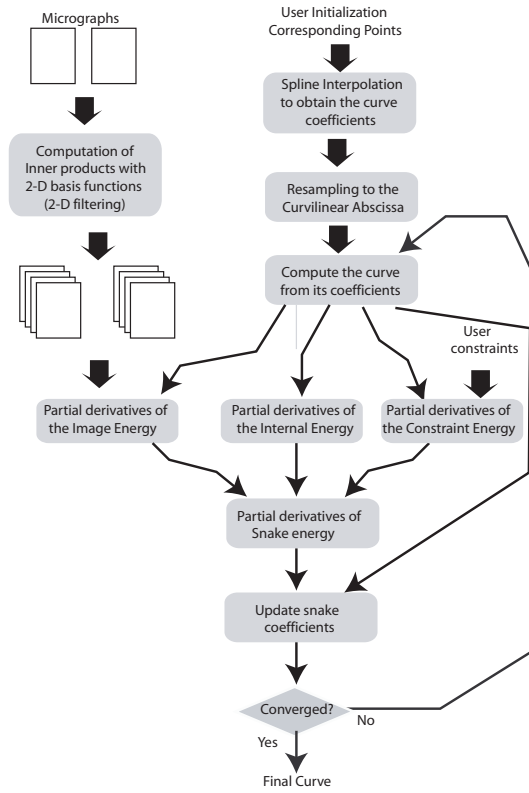 Micrographs
User Initialization
Corresponding Points
Spline Interpolation
to obtain the curve
coefficients
Computation of
Inner products with
2-D basis functions
(2-D filtering)
Resampling to the
Curvilinear Abscissa
Compute the curve
from its coefficients
User
constraints
Partial derivatives of
the Image Energy
Partial derivatives of
the Internal Energy
Partial derivatives of
the Constraint Energy
Partial derivatives of
Snake energy
Update snake
coefficients
Converged?
No
Yes
Final Curve